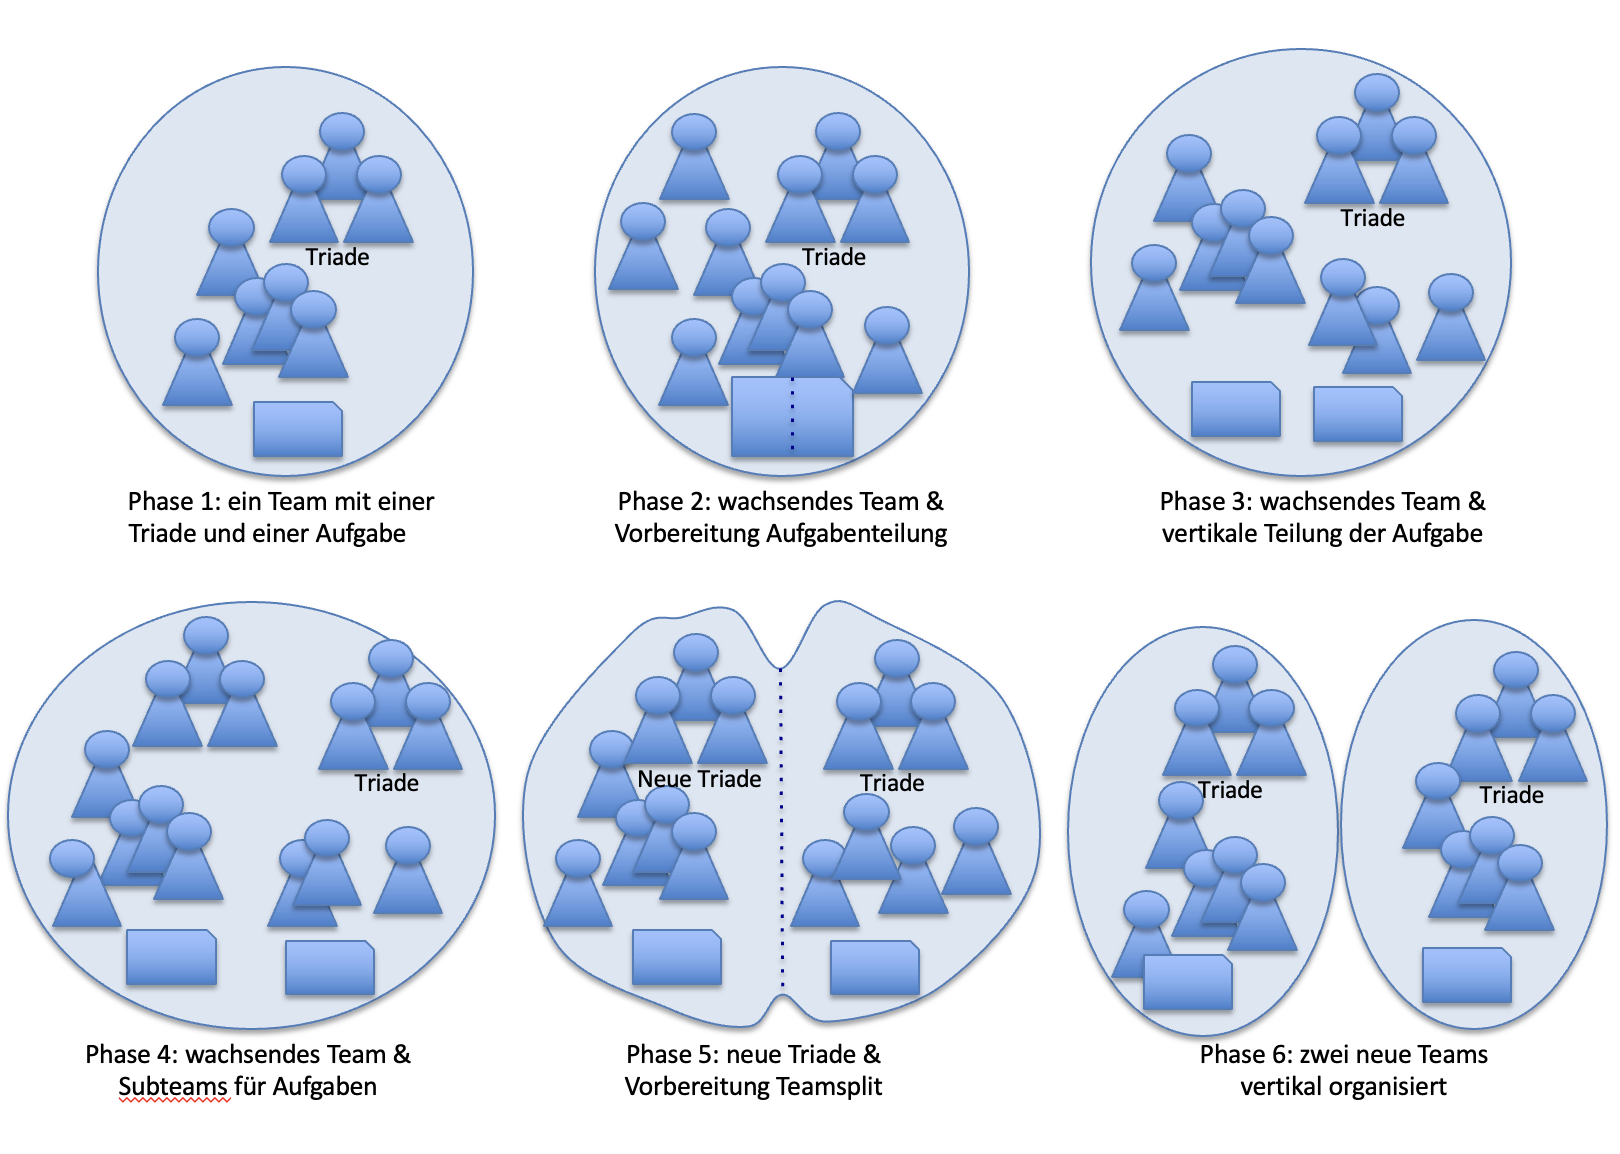 Triade
Phase 1: ein Team mit einer
Triade und einer Aufgabe
Triade
Phase 2: wachsendes Team &
Vorbereitung Aufgabenteilung
Triade
Phase 3: wachsendes Team &
vertikale Teilung der Aufgabe
Triade
Phase 4: wachsendes Team &
Subteams für Aufgaben
Neue Triade
Triade
Phase 5: neue Triade &
Vorbereitung Teamsplit
Triade
Triade
Phase 6: zwei neue Teams
vertikal organisiert